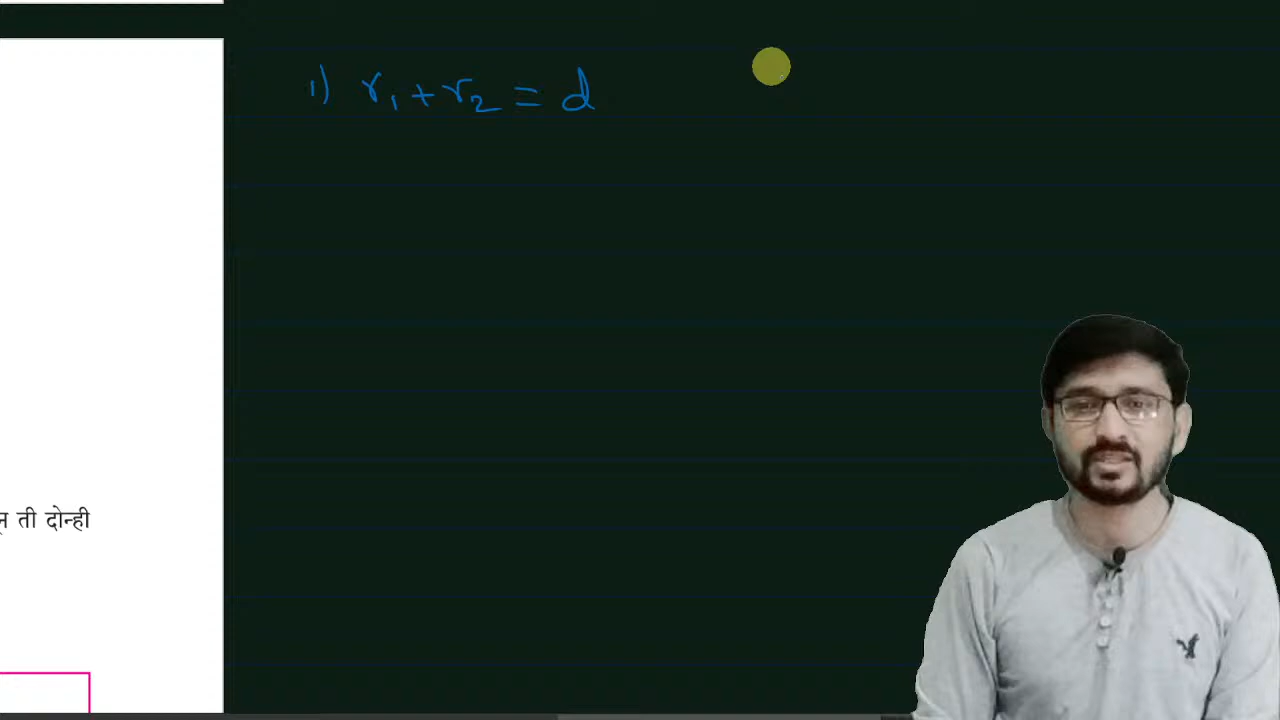 1) r₁ + r₂ = d
ती दोन्ही